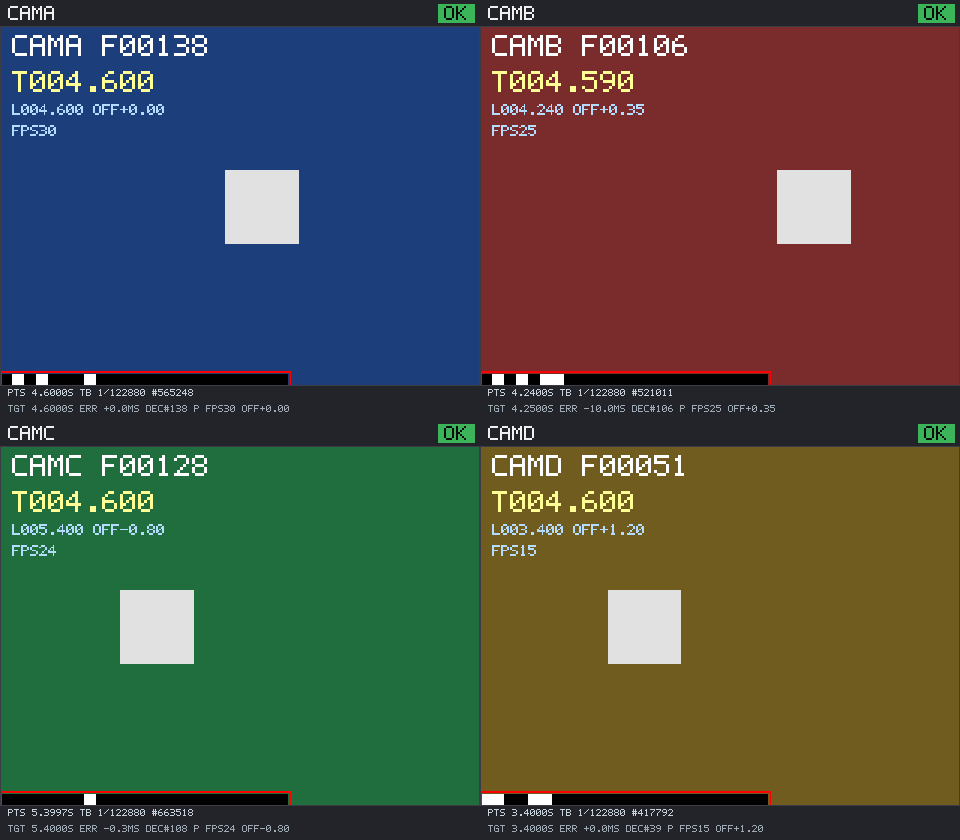 CAMA OK
CAMA F00138
T004.600
L004.600 OFF+0.00
FPS30
PTS 4.6000S TB 1/122880 #565248
TGT 4.6000S ERR +0.0MS DEC#138 P FPS30 OFF+0.00
CAMB OK
CAMB F00106
T004.590
L004.240 OFF+0.35
FPS25
PTS 4.2400S TB 1/122880 #521011
TGT 4.2500S ERR -10.0MS DEC#106 P FPS25 OFF+0.35
CAMC OK
CAMC F00128
T004.600
L005.400 OFF-0.80
FPS24
PTS 5.3997S TB 1/122880 #663518
TGT 5.4000S ERR -0.3MS DEC#108 P FPS24 OFF-0.80
CAMD OK
CAMD F00051
T004.600
L003.400 OFF+1.20
FPS15
PTS 3.4000S TB 1/122880 #417792
TGT 3.4000S ERR +0.0MS DEC#39 P FPS15 OFF+1.20